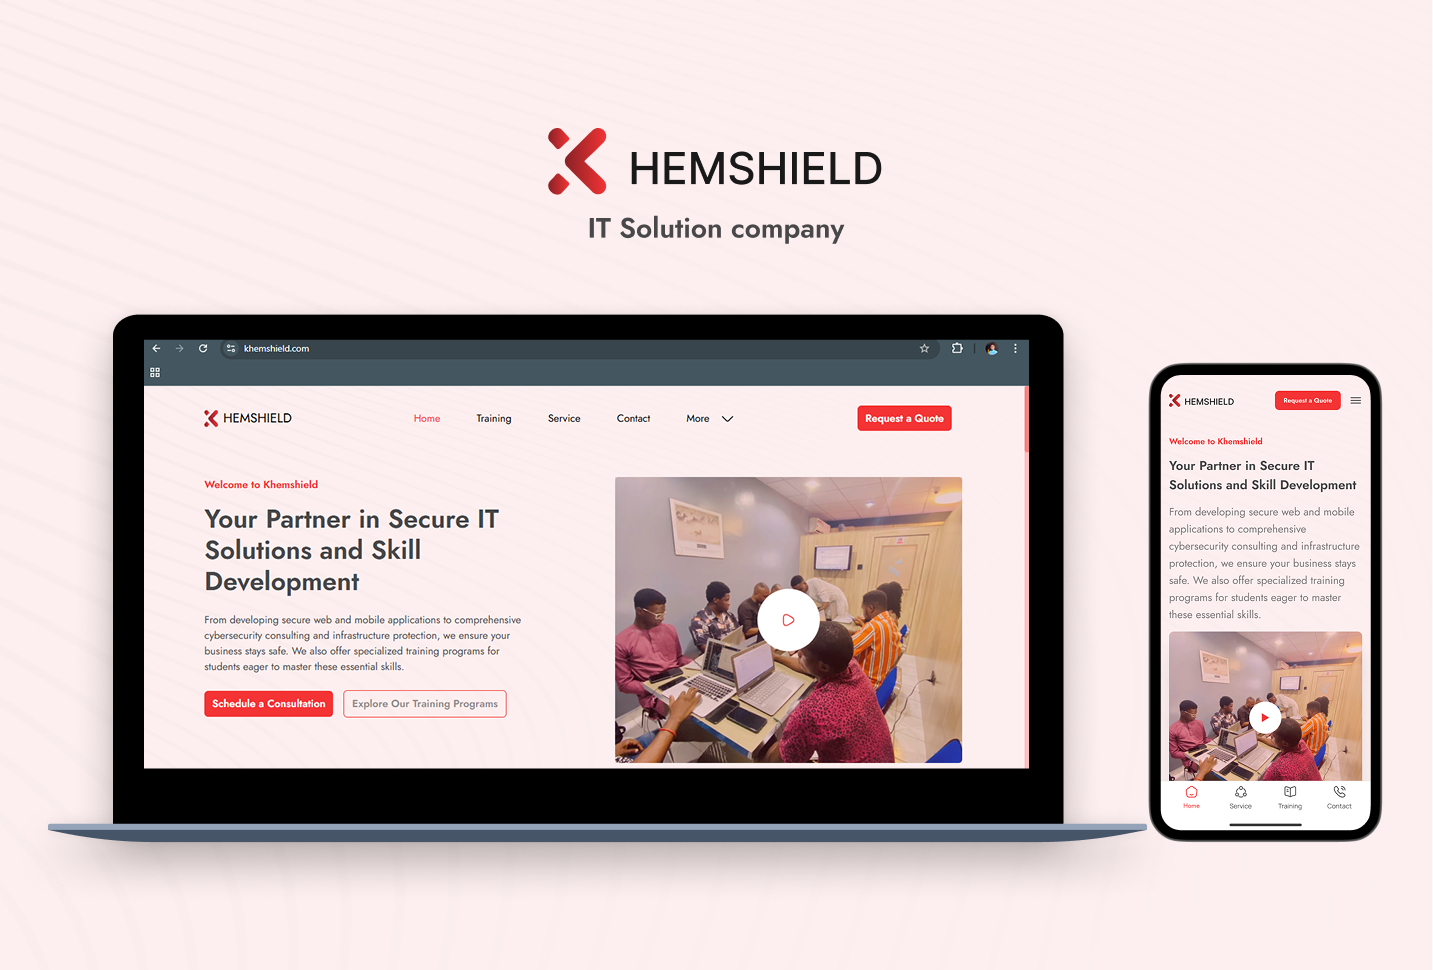 HEMSHIELD
IT Solution company
khemshield.com
HEMSHIELD
Home
Training
Service
Contact
More
Request a Quote
Welcome to Khemshield
Your Partner in Secure IT
Solutions and Skill
Development
From developing secure web and mobile applications to comprehensive
cybersecurity consulting and infrastructure protection, we ensure your
business stays safe. We also offer specialized training programs for
students eager to master these essential skills.
Schedule a Consultation
Explore Our Training Programs
HEMSHIELD
Request a Quote
Welcome to Khemshield
Your Partner in Secure IT
Solutions and Skill Development
From developing secure web and mobile
applications to comprehensive
cybersecurity consulting and infrastructure
protection, we ensure your business stays
safe. We also offer specialized training
programs for students eager to master
these essential skills.
Home
Service
Training
Contact